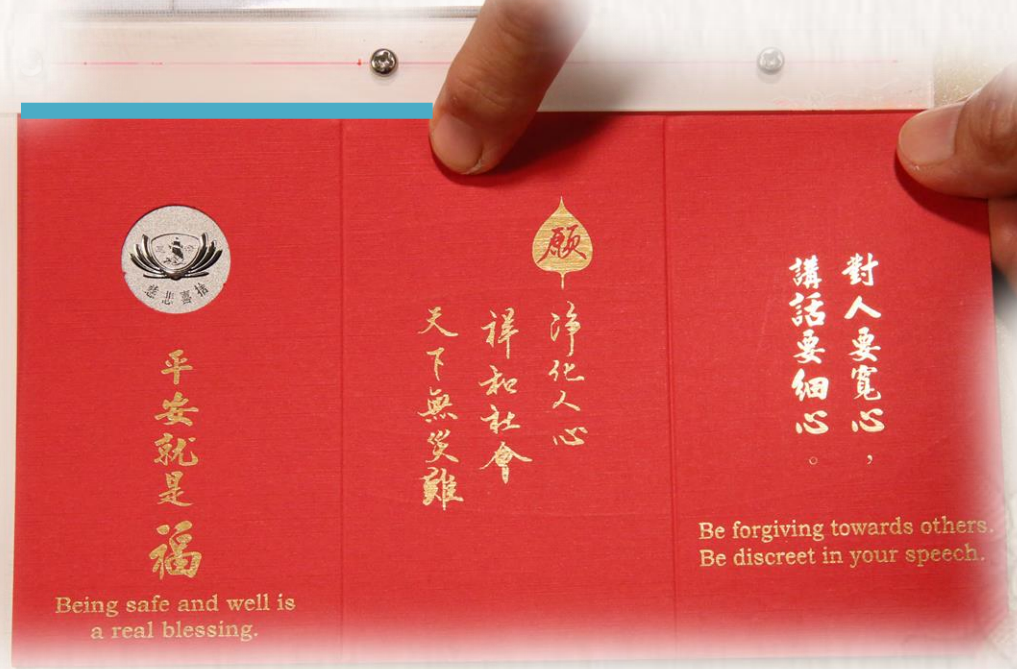 慈悲喜捨
平安就是福
Being safe and well is
a real blessing.
願
淨化人心
祥和社會
天下無災難
對人要寬心，
講話要細心。
Be forgiving towards others.
Be discreet in your speech.